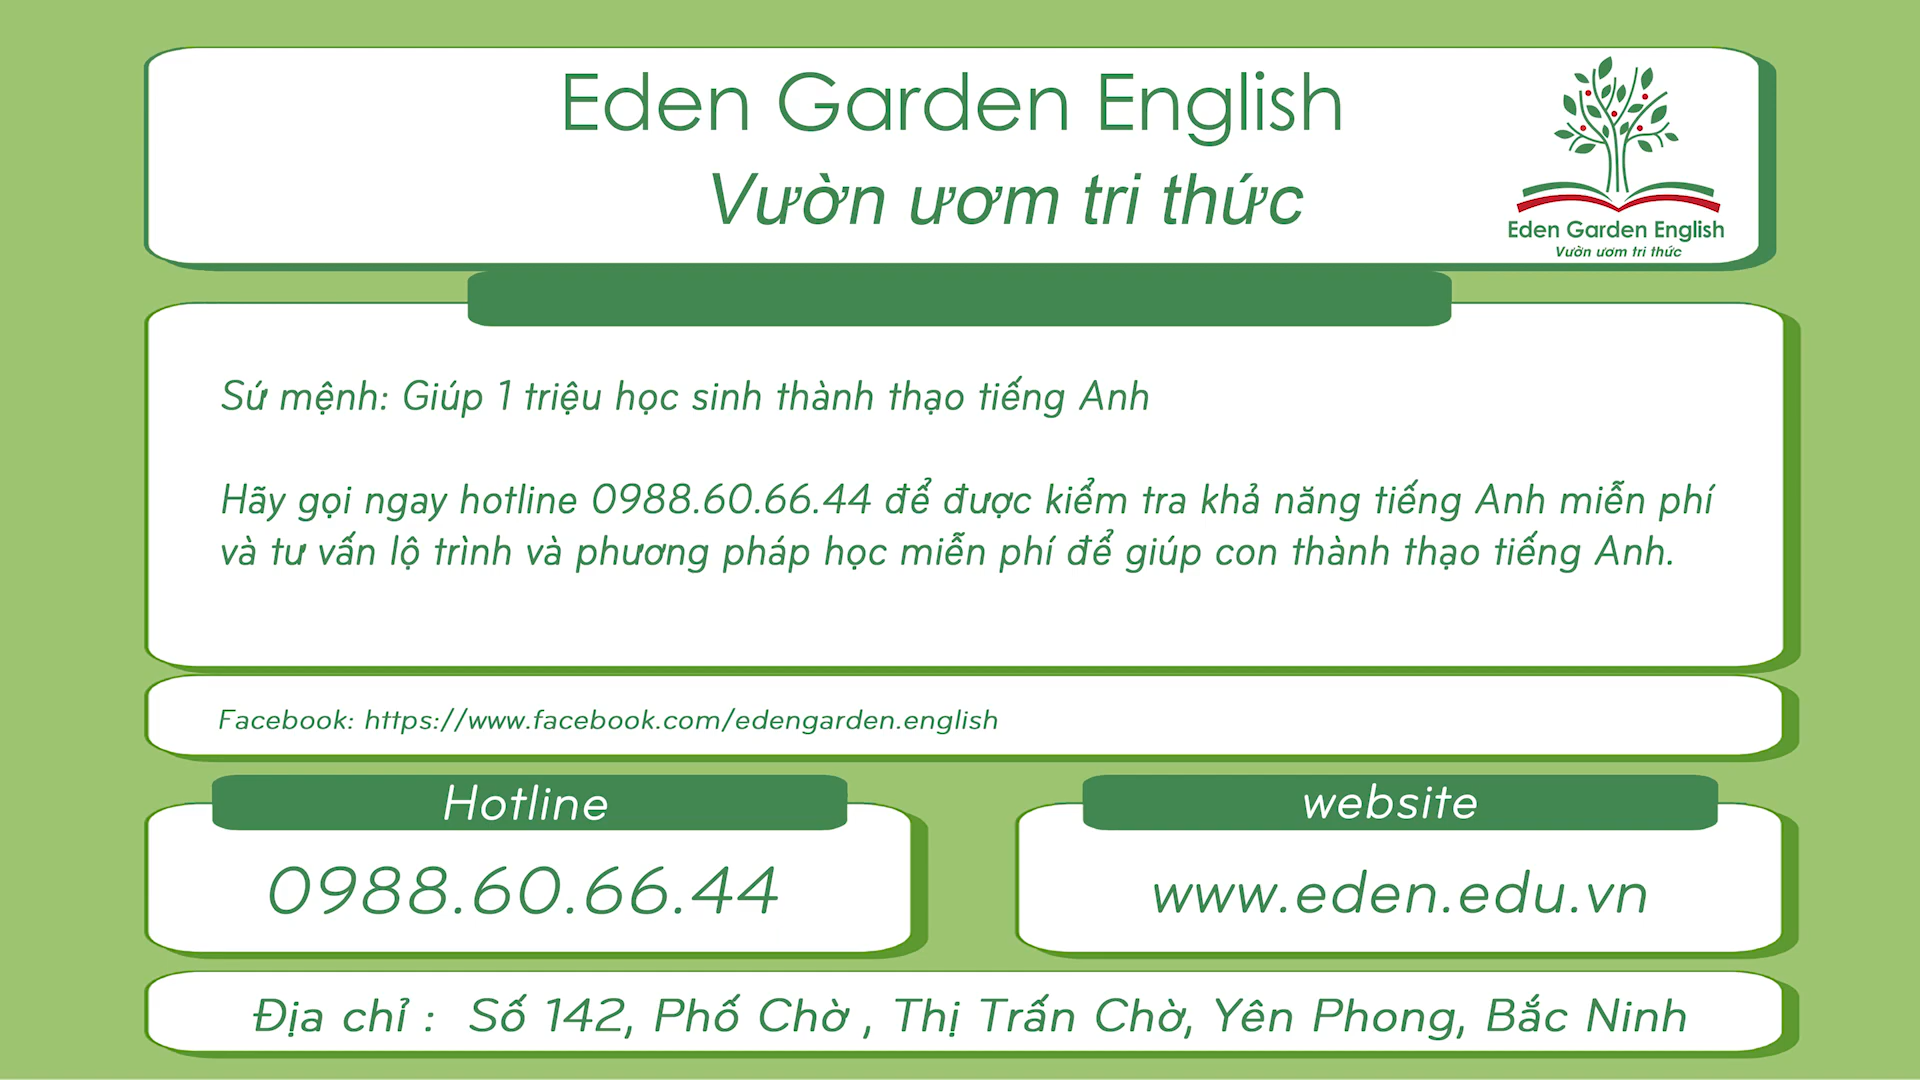 Eden Garden English
Vườn ươm tri thức
Eden Garden English
Vườn ươm tri thức
Sứ mệnh: Giúp 1 triệu học sinh thành thạo tiếng Anh
Hãy gọi ngay hotline 0988.60.66.44 để được kiểm tra khả năng tiếng Anh miễn phí
và tư vấn lộ trình và phương pháp học miễn phí để giúp con thành thạo tiếng Anh.
Facebook: https://www.facebook.com/edengarden.english
Hotline
0988.60.66.44
website
www.eden.edu.vn
Địa chỉ : Số 142, Phố Chờ , Thị Trấn Chờ, Yên Phong, Bắc Ninh